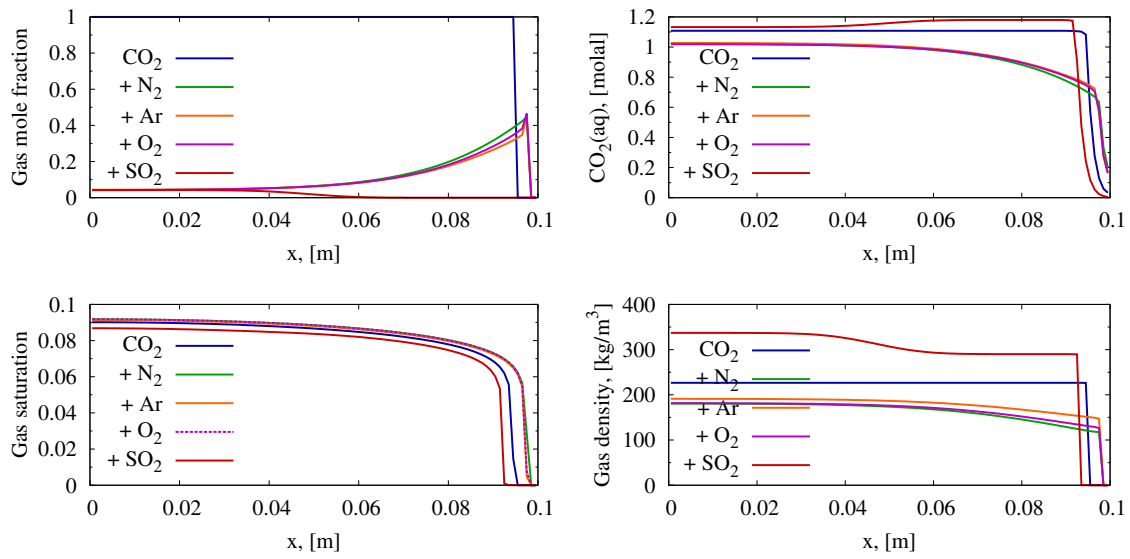 Gas mole fraction
1
0.8
0.6
0.4
0.2
0
CO₂
+ N₂
+ Ar
+ O₂
+ SO₂
0 0.02 0.04 0.06 0.08 0.1
x, [m]
CO₂(aq), [molal]
1.2
1
0.8
0.6
0.4
0.2
0
CO₂
+ N₂
+ Ar
+ O₂
+ SO₂
0 0.02 0.04 0.06 0.08 0.1
x, [m]
Gas saturation
0.1
0.08
0.06
0.04
0.02
0
CO₂
+ N₂
+ Ar
+ O₂
+ SO₂
0 0.02 0.04 0.06 0.08 0.1
x, [m]
Gas density, [kg/m³]
400
300
200
100
0
CO₂
+ N₂
+ Ar
+ O₂
+ SO₂
0 0.02 0.04 0.06 0.08 0.1
x, [m]